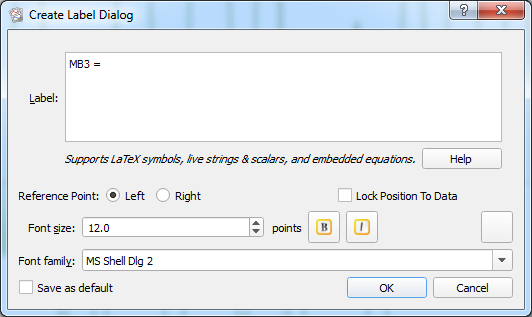 Create Label Dialog
MB3 =
Label:
Supports LaTeX symbols, live strings & scalars, and embedded equations.
Help
Reference Point: Left Right Lock Position To Data
Font size: 12.0 points B I
Font family: MS Shell Dlg 2
Save as default OK Cancel